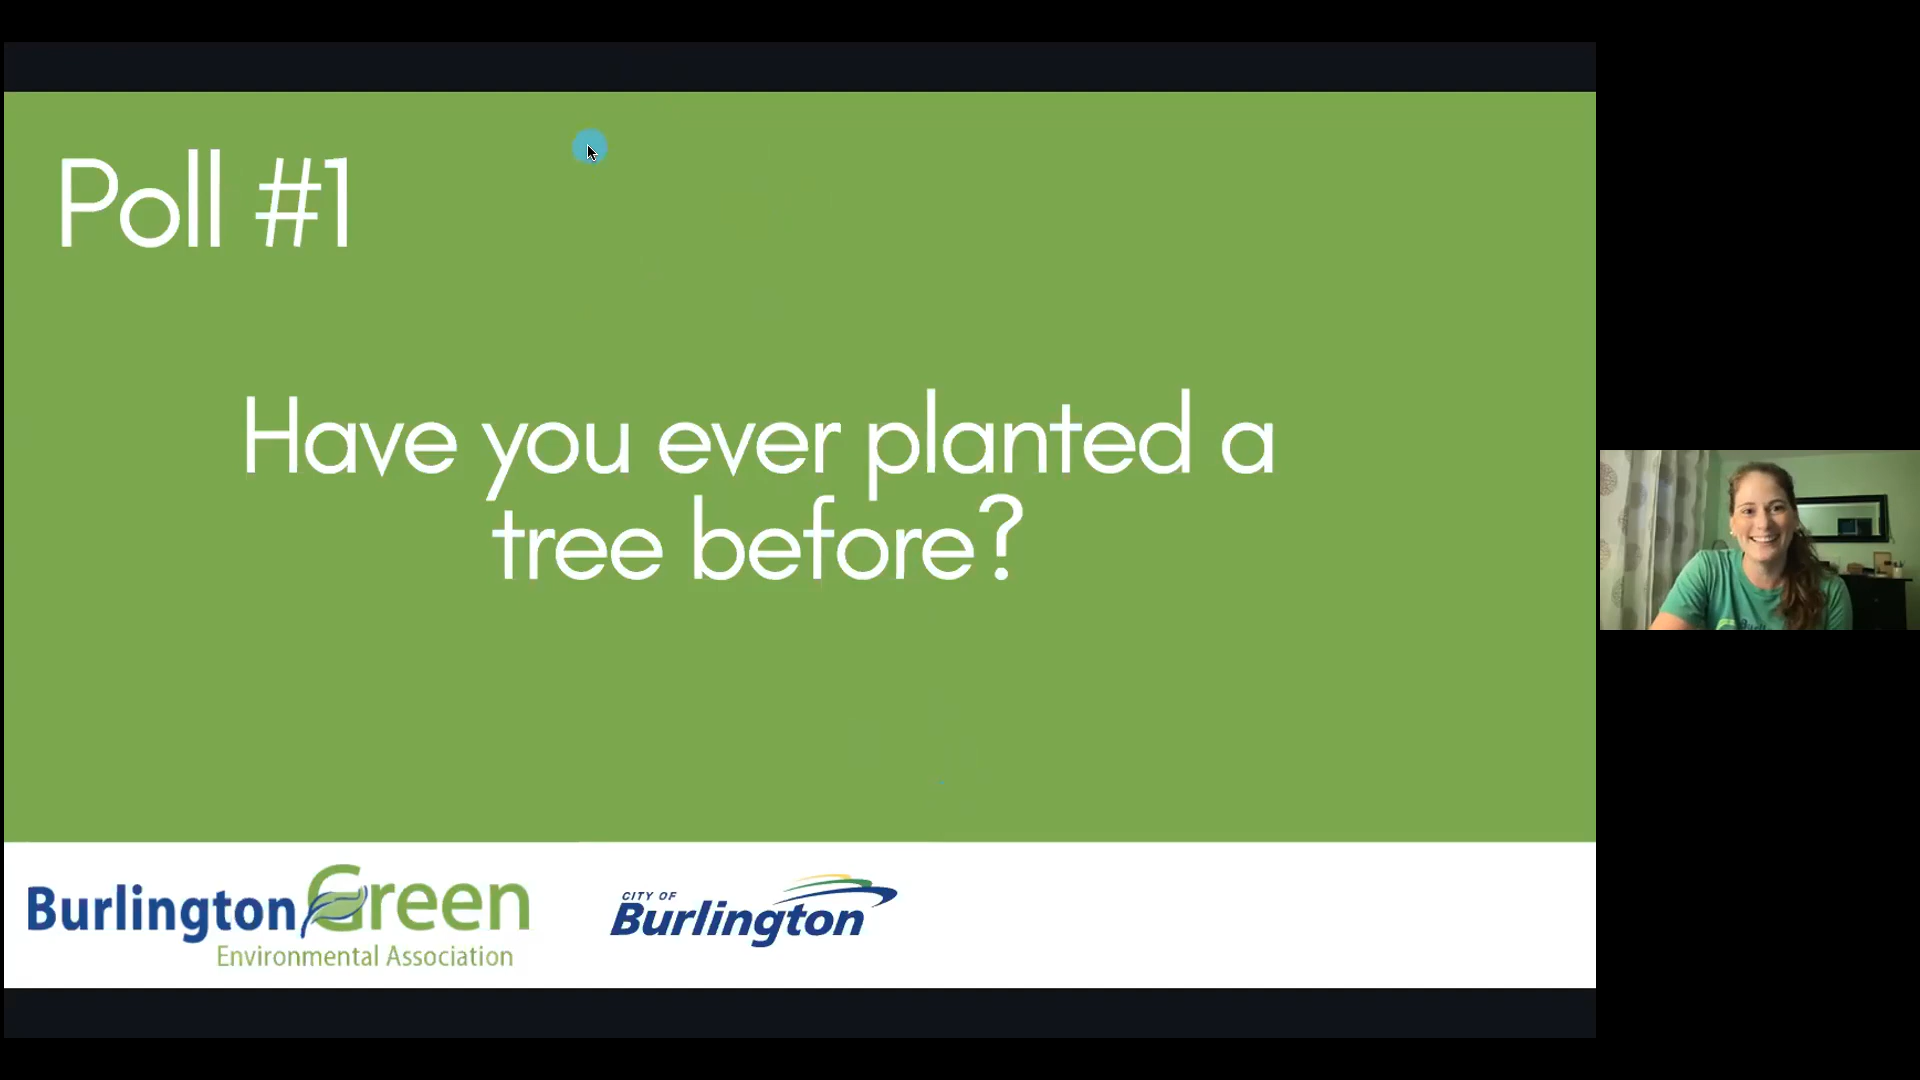 Poll #1
Have you ever planted a
tree before?
BurlingtonGreen
Environmental Association
CITY OF
Burlington